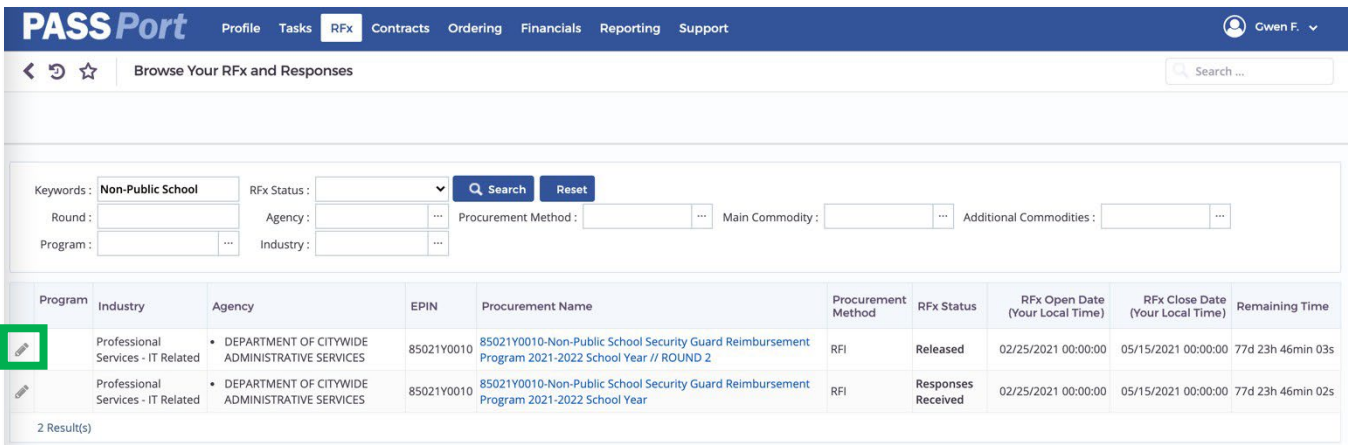 PASSPort Profile Tasks RFx Contracts Ordering Financials Reporting Support Gwen F.
Browse Your RFx and Responses Search ...
Keywords : Non-Public School RFx Status : Search Reset
Round : Agency : ... Procurement Method : ... Main Commodity : ... Additional Commodities : ...
Program : ... Industry : ...
Program Industry Agency EPIN Procurement Name Procurement Method RFx Status RFx Open Date (Your Local Time) RFx Close Date (Your Local Time) Remaining Time
Professional Services - IT Related • DEPARTMENT OF CITYWIDE ADMINISTRATIVE SERVICES 85021Y0010 85021Y0010-Non-Public School Security Guard Reimbursement Program 2021-2022 School Year // ROUND 2 RFI Released 02/25/2021 00:00:00 05/15/2021 00:00:00 77d 23h 46min 03s
Professional Services - IT Related • DEPARTMENT OF CITYWIDE ADMINISTRATIVE SERVICES 85021Y0010 85021Y0010-Non-Public School Security Guard Reimbursement Program 2021-2022 School Year RFI Responses Received 02/25/2021 00:00:00 05/15/2021 00:00:00 77d 23h 46min 02s
2 Result(s)